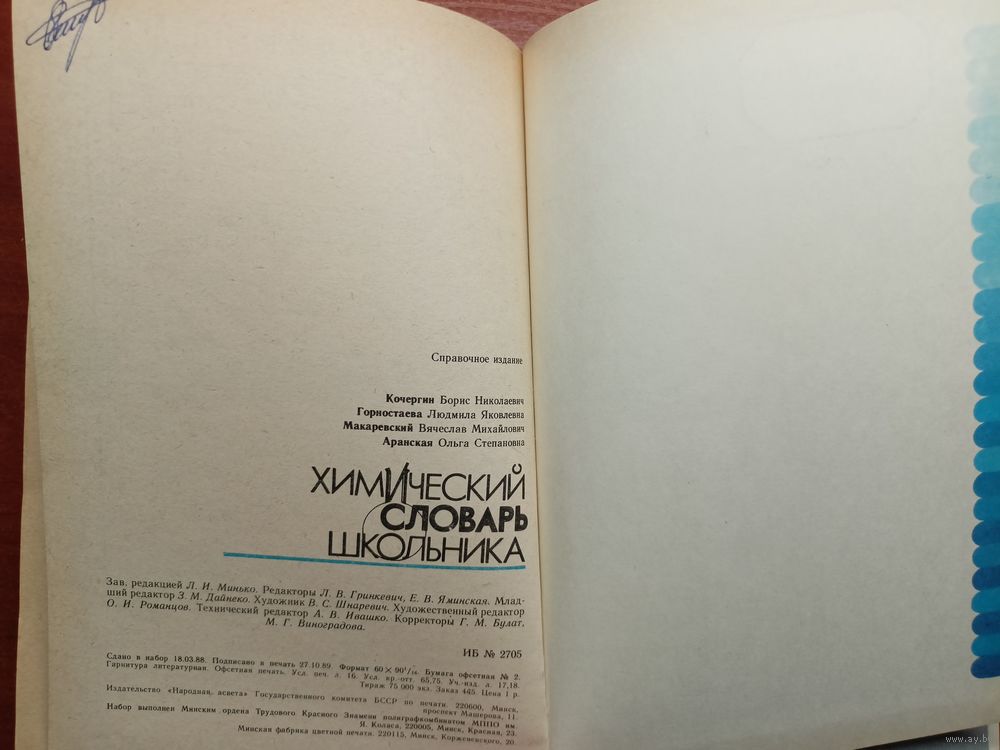 Справочное издание
Кочергин Борис Николаевич
Горностаева Людмила Яковлевна
Макаревский Вячеслав Михайлович
Аранская Ольга Степановна
ХИМИЧЕСКИЙ
СЛОВАРЬ
ШКОЛЬНИКА
Зав. редакцией Л. И. Минько. Редакторы Л. В. Гринкевич, Е. В. Яминская. Млад-
ший редактор З. М. Дайнеко. Художник В. С. Шнаревич. Художественный редактор
О. И. Романцов. Технический редактор А. В. Ивашко. Корректоры Г. М. Булат,
М. Г. Виноградова.
ИБ № 2705
Сдано в набор 18.03.88. Подписано в печать 27.10.89. Формат 60 × 90¹/₁₆. Бумага офсетная № 2.
Гарнитура литературная. Офсетная печать. Усл. печ. л. 16. Усл. кр.-отт. 65,75. Уч.-изд. л. 17,18.
Тираж 75 000 экз. Заказ 445. Цена 1 р.
Издательство «Народная асвета» Государственного комитета БССР по печати. 220600, Минск,
проспект Машерова, 11.
Набор выполнен Минским ордена Трудового Красного Знамени полиграфкомбинатом МППО им.
Я. Коласа, 220005, Минск, Красная, 23.
Минская фабрика цветной печати. 220115, Минск, Корженевского, 20.
www.ay.by